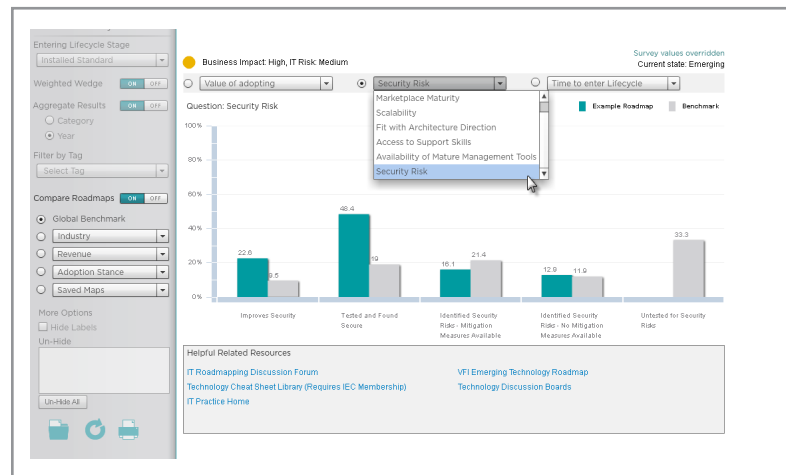 Entering Lifecycle Stage
Installed Standard
Weighted Wedge ON OFF
Aggregate Results ON OFF
Category
Year
Filter by Tag
Select Tag
Compare Roadmaps ON OFF
Global Benchmark
Industry
Revenue
Adoption Stance
Saved Maps
More Options
Hide Labels
Un-Hide
Un-Hide All
Survey values overridden
Business Impact: High, IT Risk: Medium
Current state: Emerging
Value of adopting
Security Risk
Time to enter Lifecycle
Marketplace Maturity
Scalability
Fit with Architecture Direction
Access to Support Skills
Availability of Mature Management Tools
Security Risk
Question: Security Risk
Example Roadmap
Benchmark
100%
80%
60%
40%
20%
0%
22.6
9.5
48.4
19
16.1
21.4
12.9
11.9
33.3
Improves Security
Tested and Found
Secure
Identified Security
Risks - Mitigation
Measures Available
Identified Security
Risks - No Mitigation
Measures Available
Untested for Security
Risks
Helpful Related Resources
IT Roadmapping Discussion Forum
Technology Cheat Sheet Library (Requires IEC Membership)
IT Practice Home
VFI Emerging Technology Roadmap
Technology Discussion Boards